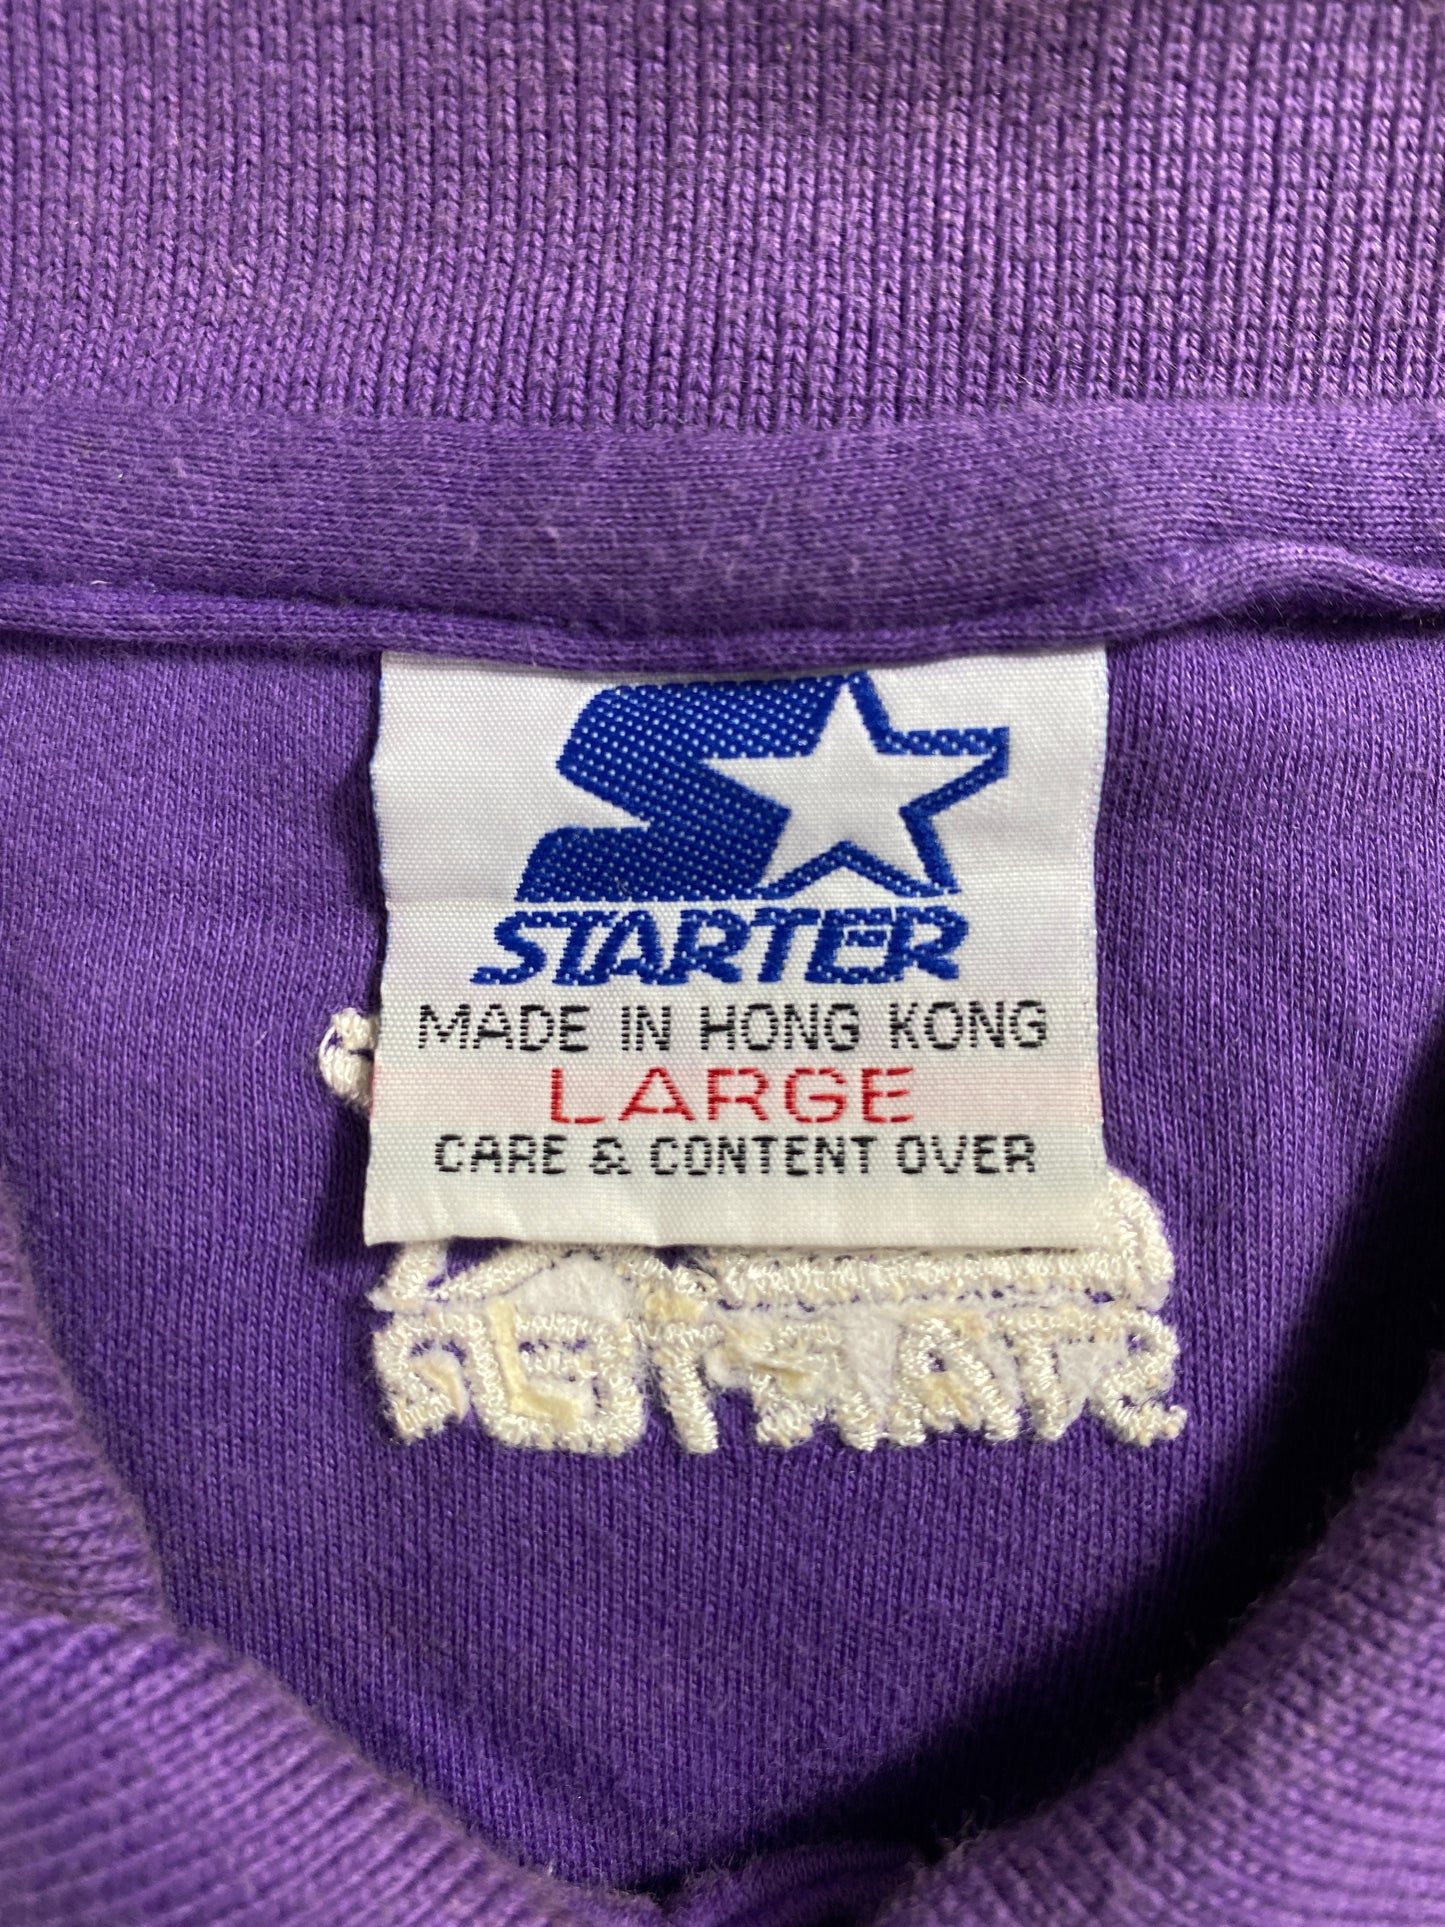 STARTER
MADE IN HONG KONG
LARGE
CARE & CONTENT OVER